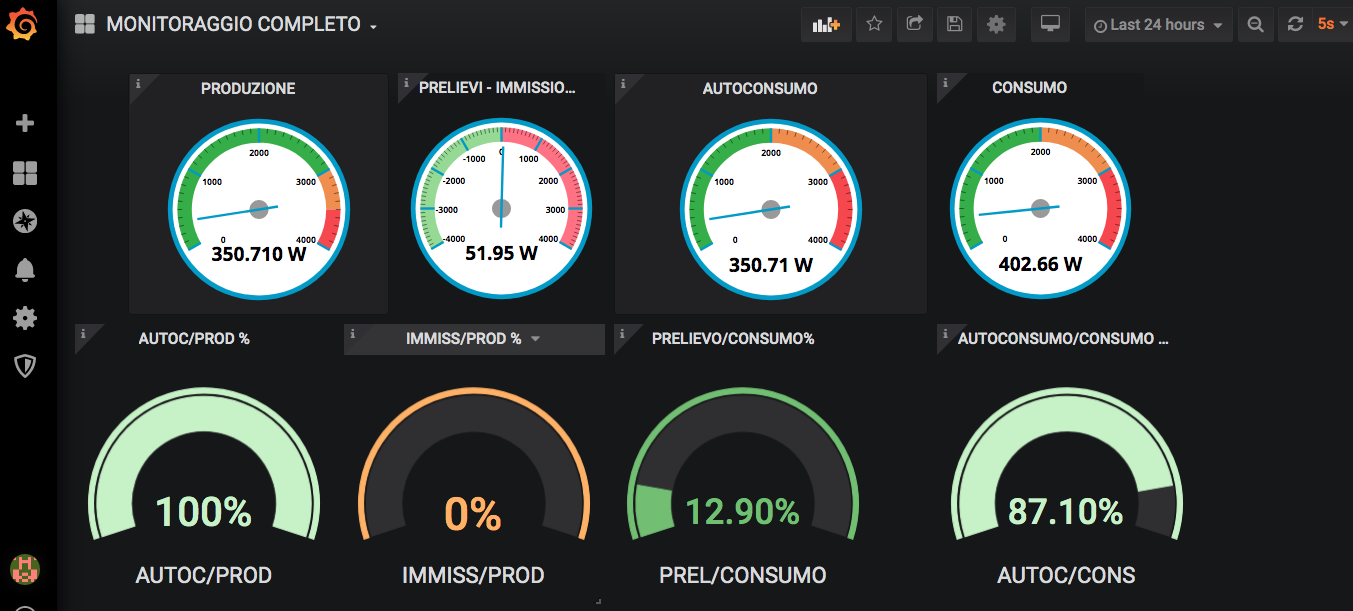 MONITORAGGIO COMPLETO
Last 24 hours
5s
PRODUZIONE
PRELIEVI - IMMISSIO...
AUTOCONSUMO
CONSUMO
0
1000
2000
3000
4000
350.710 W
-4000
-3000
-2000
-1000
0
1000
2000
3000
4000
51.95 W
0
1000
2000
3000
4000
350.71 W
0
1000
2000
3000
4000
402.66 W
AUTOC/PROD %
IMMISS/PROD %
PRELIEVO/CONSUMO%
AUTOCONSUMO/CONSUMO ...
100%
0%
12.90%
87.10%
AUTOC/PROD
IMMISS/PROD
PREL/CONSUMO
AUTOC/CONS